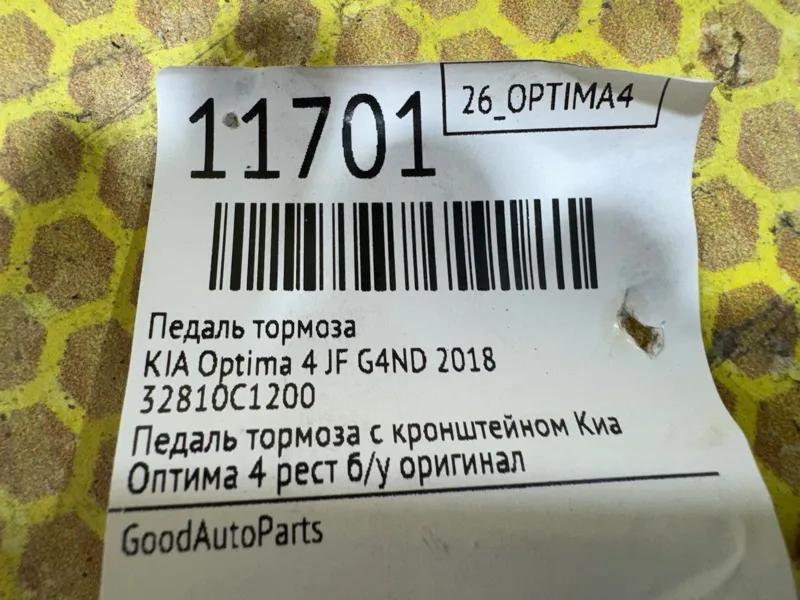 11701
26_OPTIMA4
Педаль тормоза
KIA Optima 4 JF G4ND 2018
32810C1200
Педаль тормоза с кронштейном Киа
Оптима 4 рест б/у оригинал
GoodAutoParts